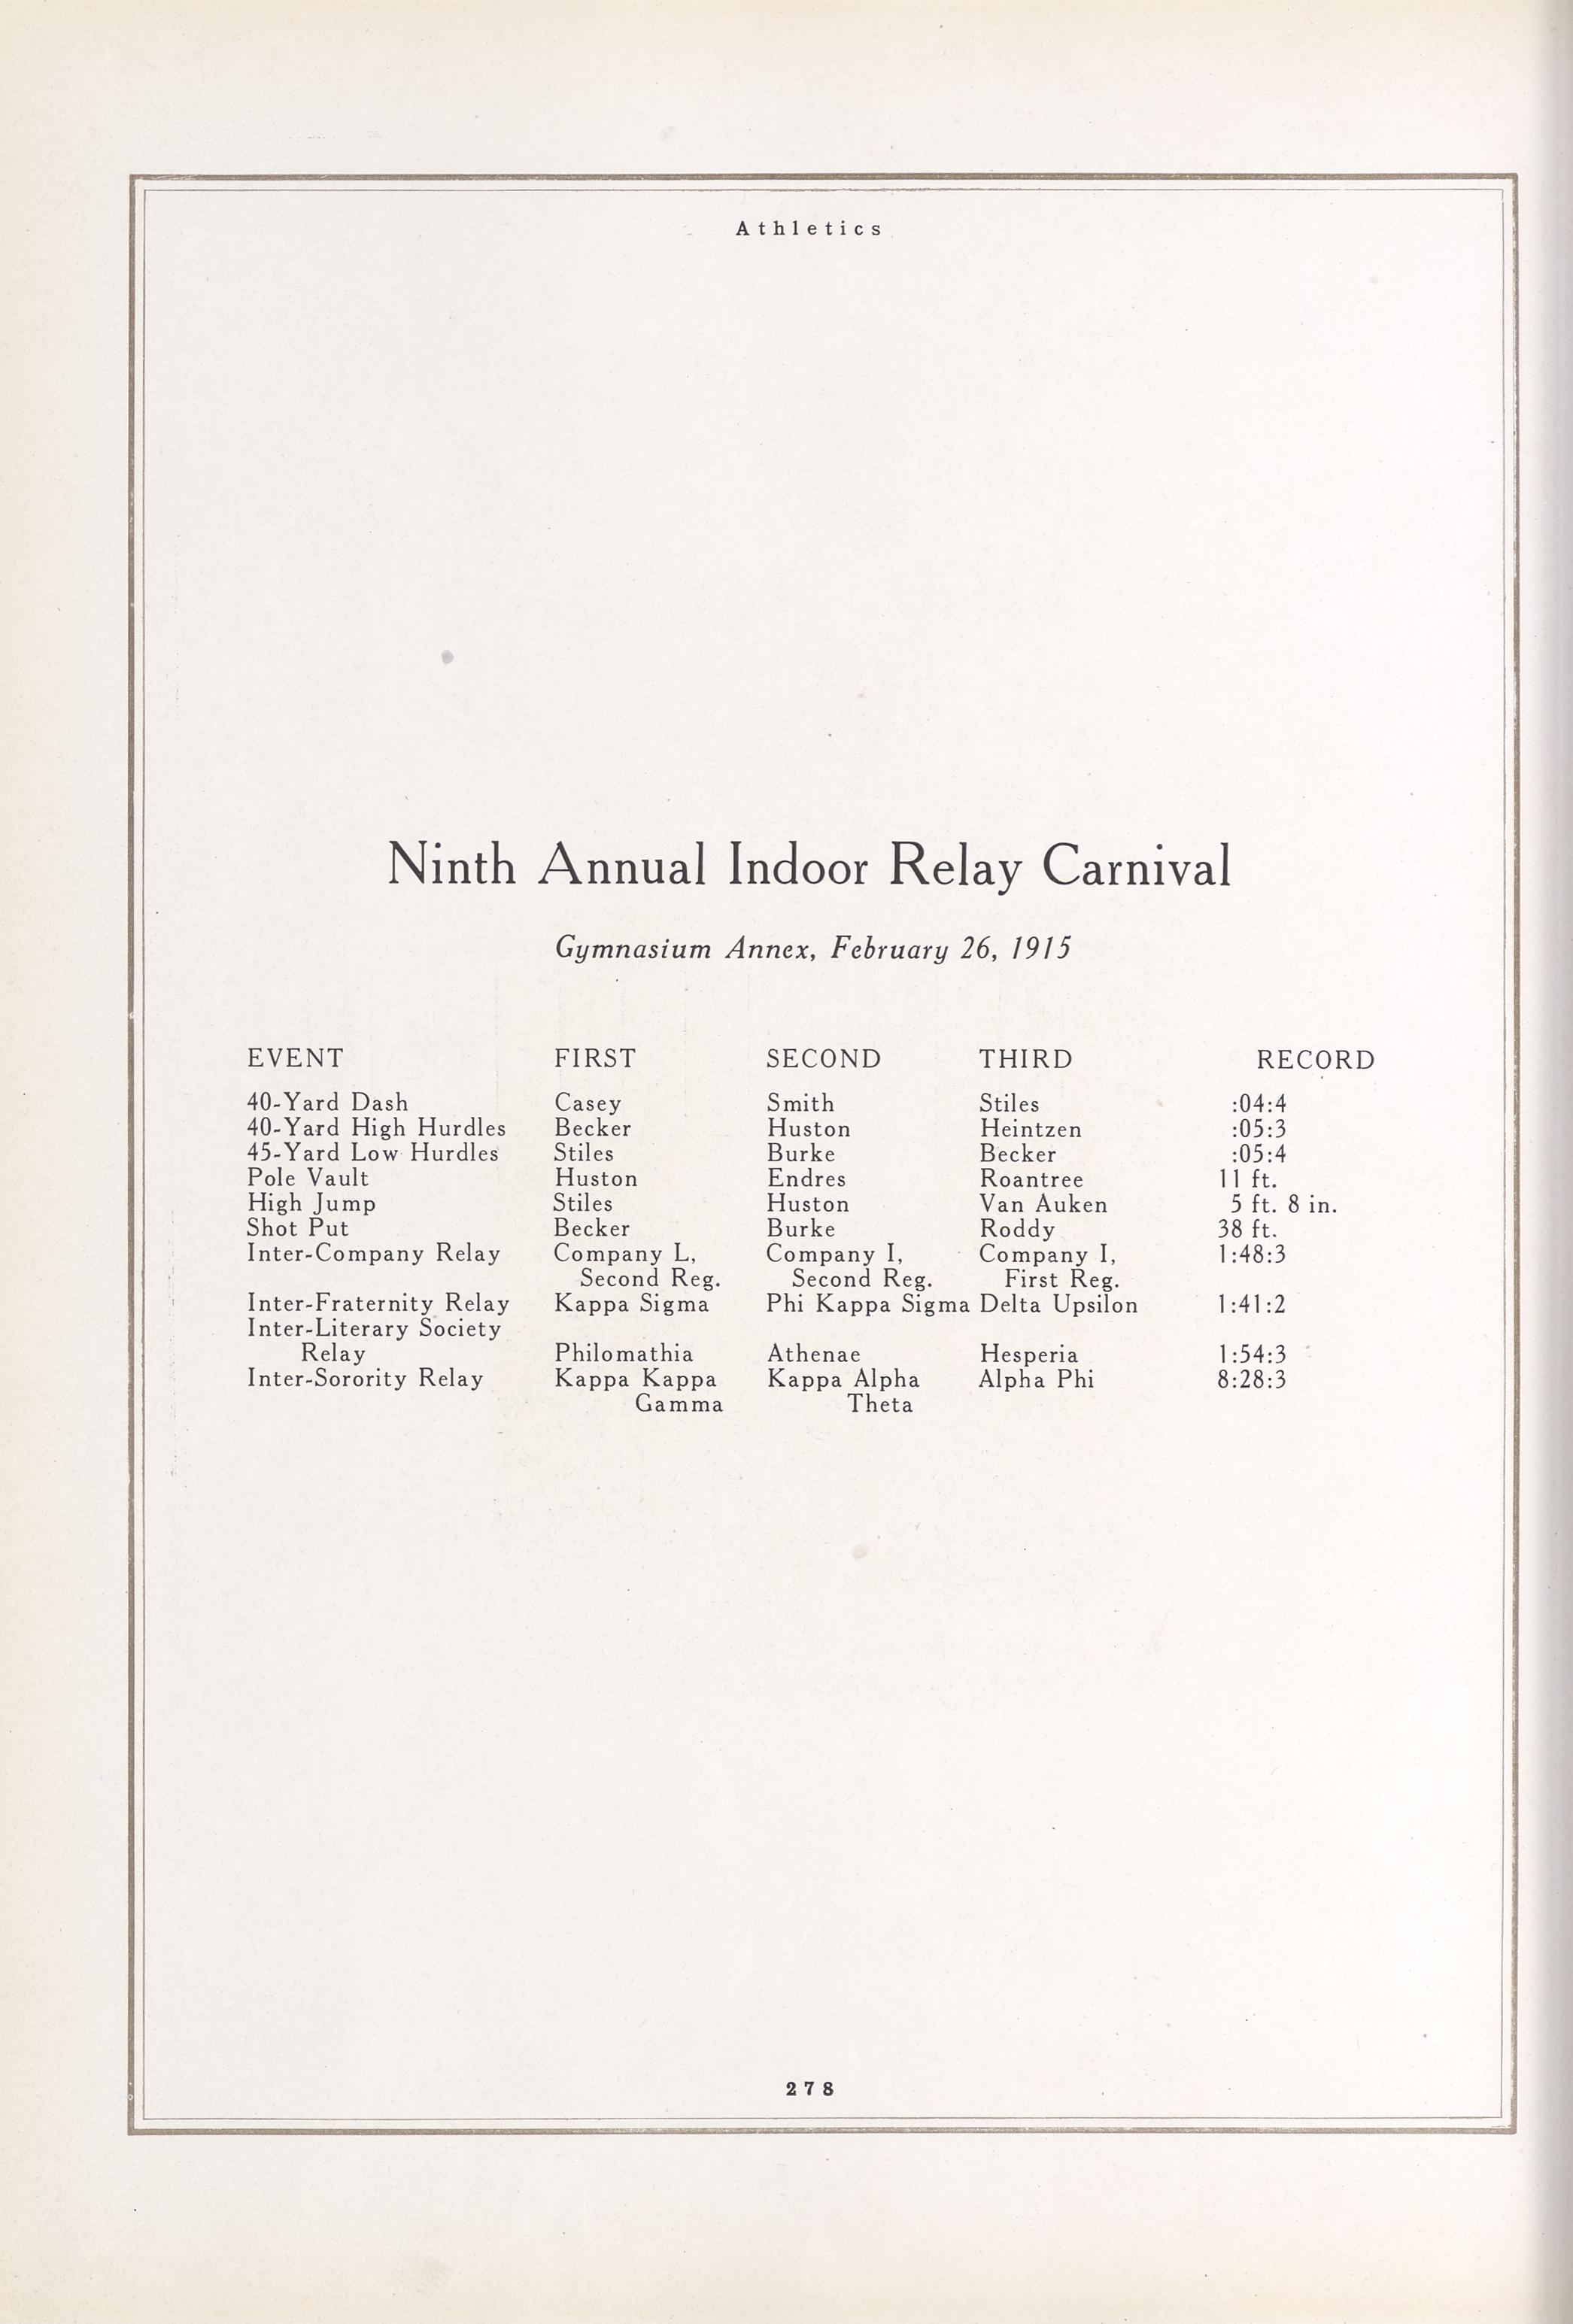 Athletics
Ninth Annual Indoor Relay Carnival
Gymnasium Annex, February 26, 1915
EVENT FIRST SECOND THIRD RECORD
40-Yard Dash Casey Smith Stiles :04:4
40-Yard High Hurdles Becker Huston Heintzen :05:3
45-Yard Low Hurdles Stiles Burke Becker :05:4
Pole Vault Huston Endres Roantree 11 ft.
High Jump Stiles Huston Van Auken 5 ft. 8 in.
Shot Put Becker Burke Roddy 38 ft.
Inter-Company Relay Company L, Company I, Company I, 1:48:3
Second Reg. Second Reg. First Reg.
Inter-Fraternity Relay Kappa Sigma Phi Kappa Sigma Delta Upsilon 1:41:2
Inter-Literary Society
Relay Philomathia Athenae Hesperia 1:54:3
Inter-Sorority Relay Kappa Kappa Kappa Alpha Alpha Phi 8:28:3
Gamma Theta
278